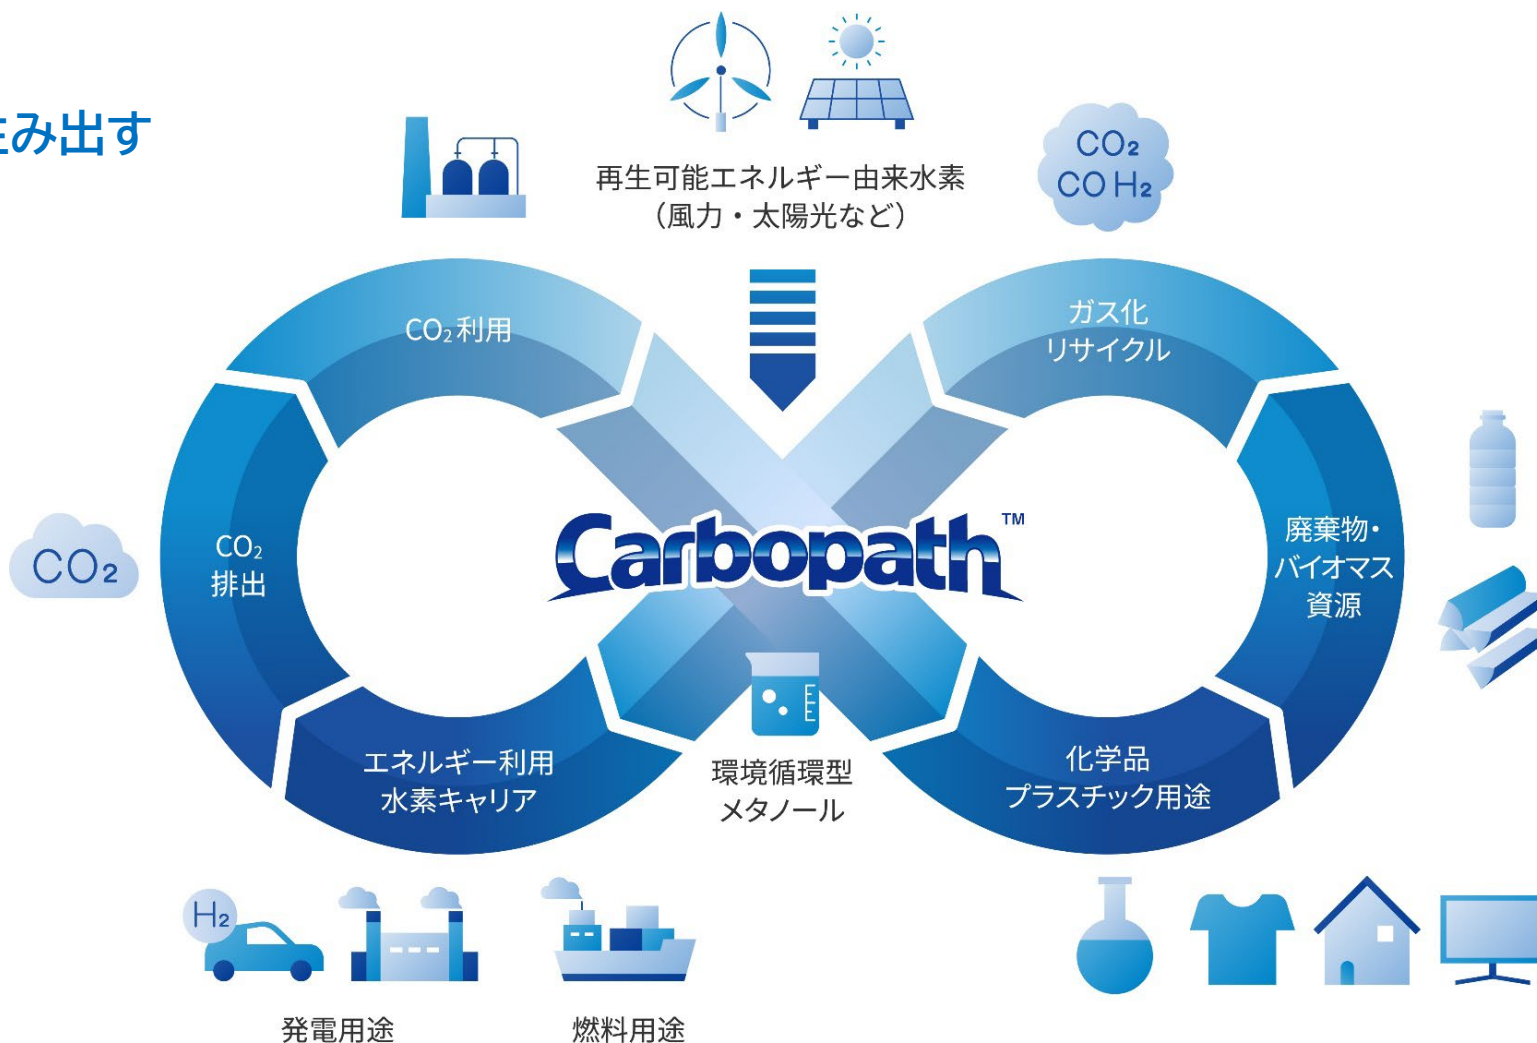 み出す
再生可能エネルギー由来水素
（風力・太陽光など）
CO₂
CO H₂
CO₂利用
ガス化
リサイクル
CO₂
CO₂
排出
Carbopath™
廃棄物・
バイオマス
資源
エネルギー利用
水素キャリア
環境循環型
メタノール
化学品
プラスチック用途
H₂
発電用途
燃料用途